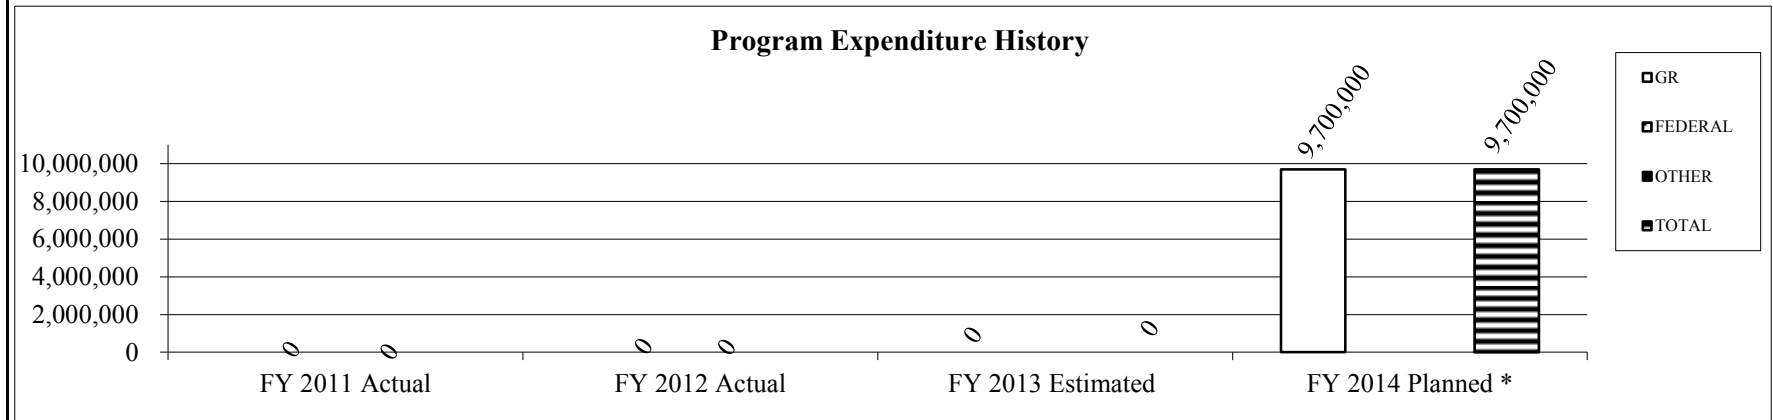 Program Expenditure History
9,700,000
9,700,000
GR
FEDERAL
OTHER
TOTAL
10,000,000
8,000,000
6,000,000
4,000,000
2,000,000
0
0
0
0
0
0
0
FY 2011 Actual
FY 2012 Actual
FY 2013 Estimated
FY 2014 Planned *